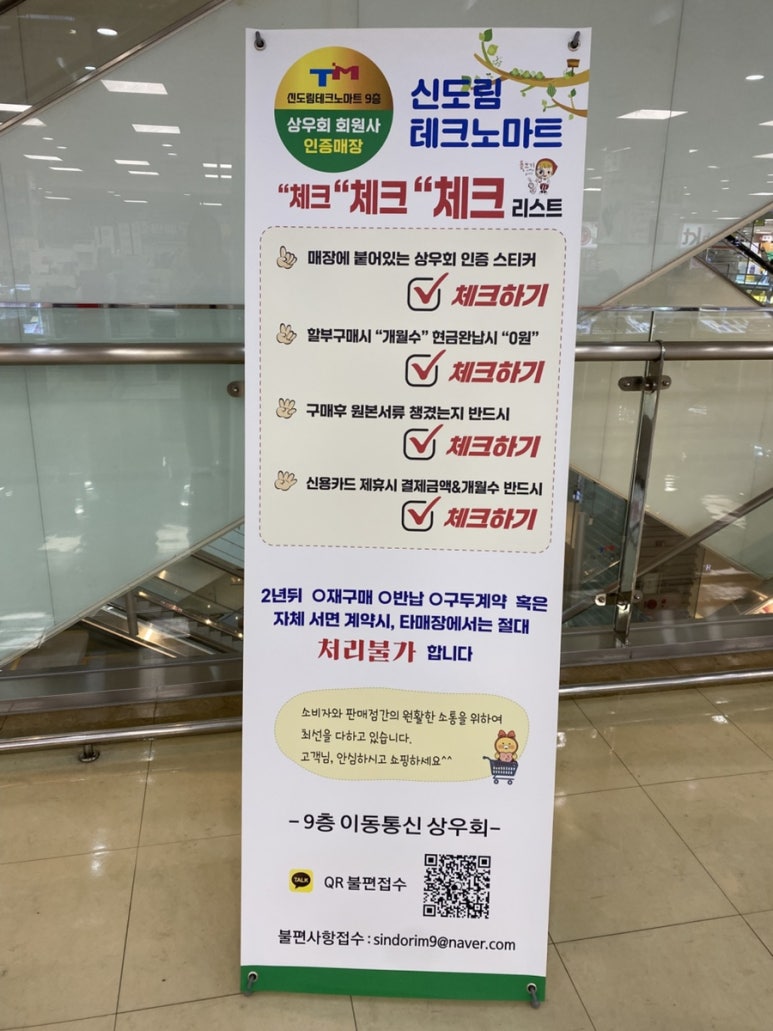 TM
신도림테크노마트 9층
상우회 회원사
인증매장
신도림
테크노마트
“체크 “체크 “체크 리스트
매장에 붙어있는 상우회 인증 스티커
체크하기
할부구매시 “개월수” 현금완납시 “0원”
체크하기
구매후 원본서류 챙겼는지 반드시
체크하기
신용카드 제휴시 결제금액&개월수 반드시
체크하기
2년뒤 O재구매 O반납 O구두계약 혹은
자체 서면 계약시, 타매장에서는 절대
처리불가 합니다
소비자와 판매점간의 원활한 소통을 위하여
최선을 다하고 있습니다.
고객님, 안심하시고 쇼핑하세요^^
-9층 이동통신 상우회-
TALK
QR 불편접수
불편사항접수 : sindorim9@naver.com